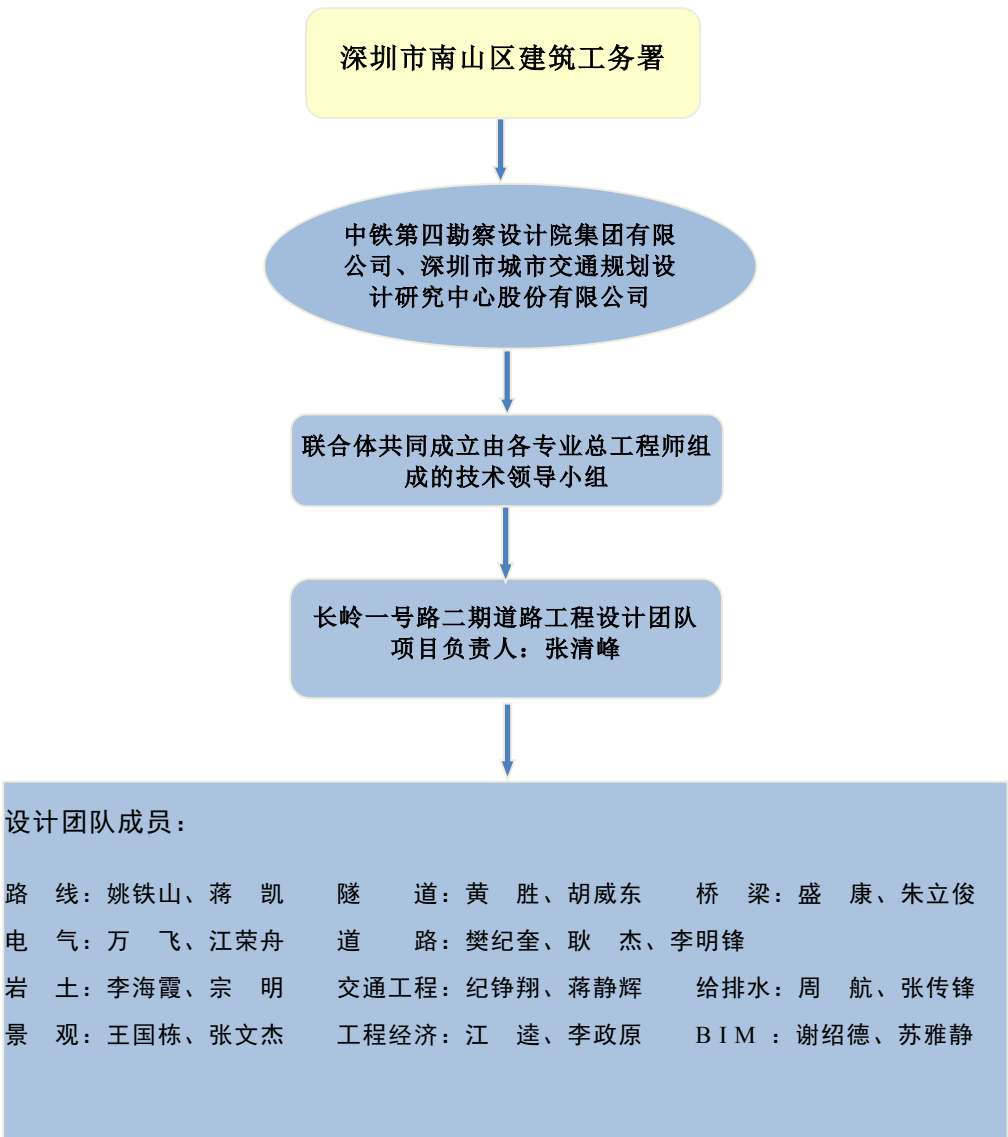 深圳市南山区建筑工务署
中铁第四勘察设计院集团有限
公司、深圳市城市交通规划设
计研究中心股份有限公司
联合体共同成立由各专业总工程师组
成的技术领导小组
长岭一号路二期道路工程设计团队
项目负责人：张清峰
设计团队成员：
路　线：姚铁山、蒋　凯　　隧　　道：黄　胜、胡威东　　桥　梁：盛　康、朱立俊
电　气：万　飞、江荣舟　　道　　路：樊纪奎、耿　杰、李明锋
岩　土：李海霞、宗　明　　交通工程：纪铮翔、蒋静辉　　给排水：周　航、张传锋
景　观：王国栋、张文杰　　工程经济：江　逵、李政原　　BIM ：谢绍德、苏雅静